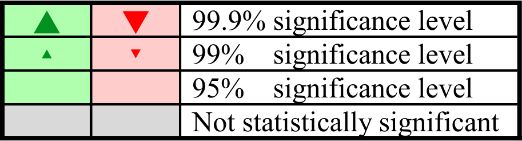 99.9% significance level
99% significance level
95% significance level
Not statistically significant